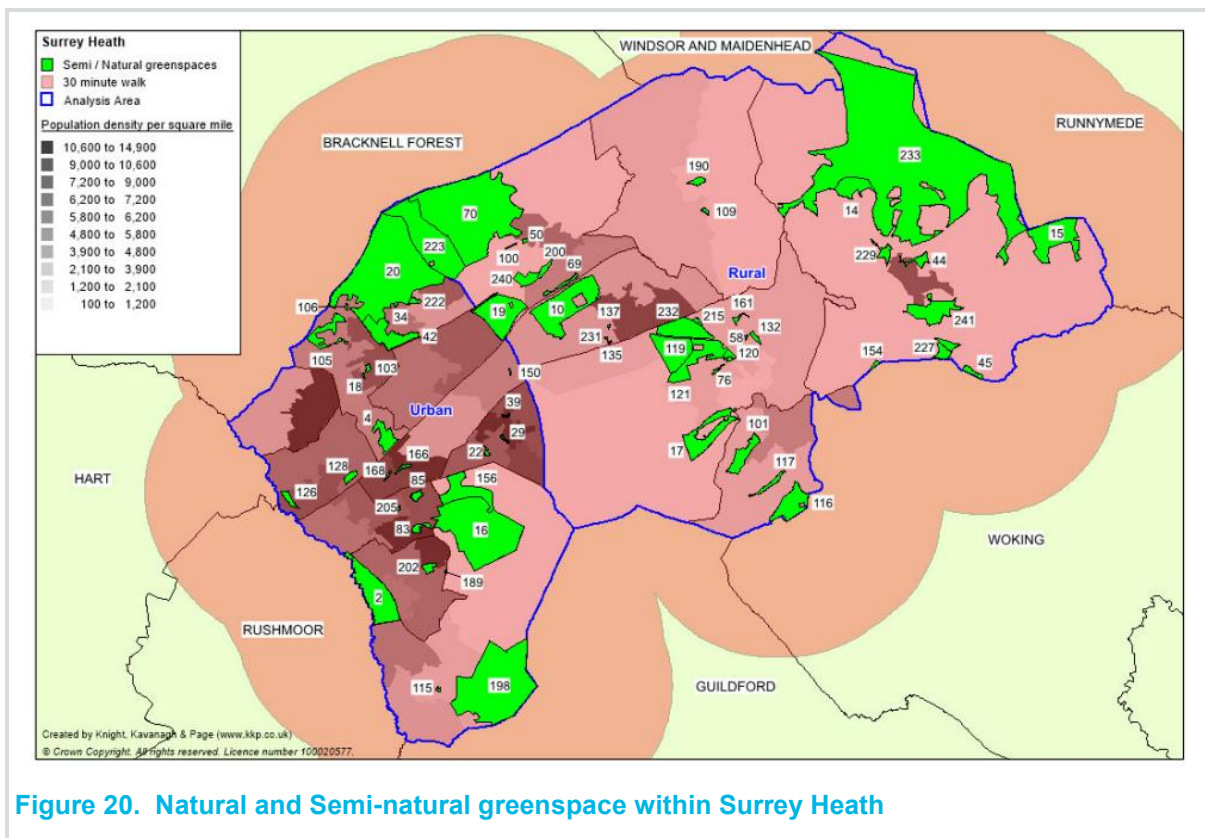 Surrey Heath
Semi / Natural greenspaces
30 minute walk
Analysis Area
Population density per square mile
10,600 to 14,900
9,000 to 10,600
7,200 to 9,000
6,200 to 7,200
5,800 to 6,200
4,800 to 5,800
3,900 to 4,800
2,100 to 3,900
1,200 to 2,100
100 to 1,200
WINDSOR AND MAIDENHEAD
RUNNYMEDE
BRACKNELL FOREST
233
190
70
109
14
50
15
223
100
200
229
44
20
240
69
Rural
106
222
19
10
137
232
161
34
215
132
241
42
231
58
119
135
120
227
105
103
154
45
150
76
18
121
39
4
Urban
101
29
17
166
22
117
128
168
156
HART
85
126
116
205
16
83
WOKING
202
189
2
RUSHMOOR
198
GUILDFORD
115
Created by Knight, Kavanagh & Page (www.kkp.co.uk)
© Crown Copyright. All rights reserved. Licence number 100020577.
Figure 20. Natural and Semi-natural greenspace within Surrey Heath